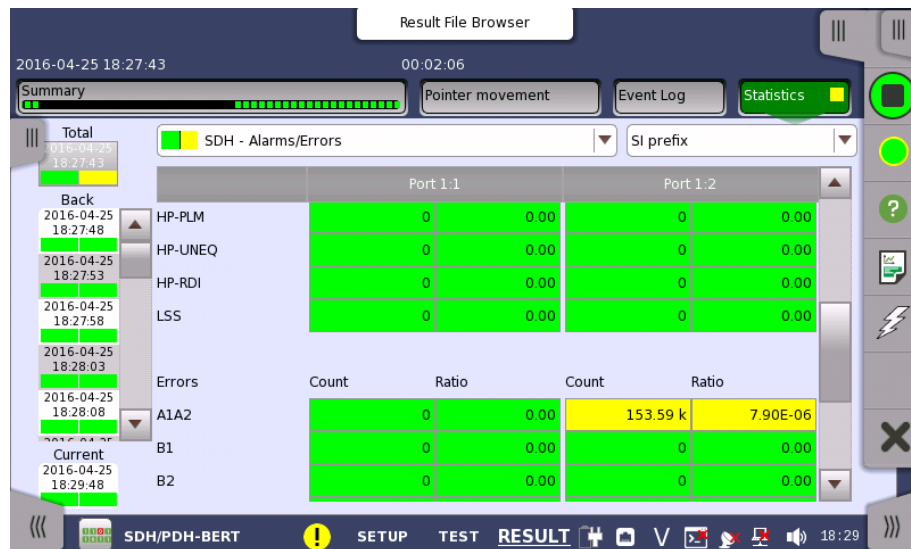 Result File Browser
2016-04-25 18:27:43 00:02:06
Summary Pointer movement Event Log Statistics
Total
2016-04-25
18:27:43
SDH - Alarms/Errors SI prefix
Port 1:1 Port 1:2
Back
2016-04-25
18:27:48
2016-04-25
18:27:53
2016-04-25
18:27:58
2016-04-25
18:28:03
2016-04-25
18:28:08
Current
2016-04-25
18:29:48
HP-PLM 0 0.00 0 0.00
HP-UNEQ 0 0.00 0 0.00
HP-RDI 0 0.00 0 0.00
LSS 0 0.00 0 0.00
Errors Count Ratio Count Ratio
A1A2 0 0.00 153.59 k 7.90E-06
B1 0 0.00 0 0.00
B2 0 0.00 0 0.00
SDH/PDH-BERT ! SETUP TEST RESULT V 18:29